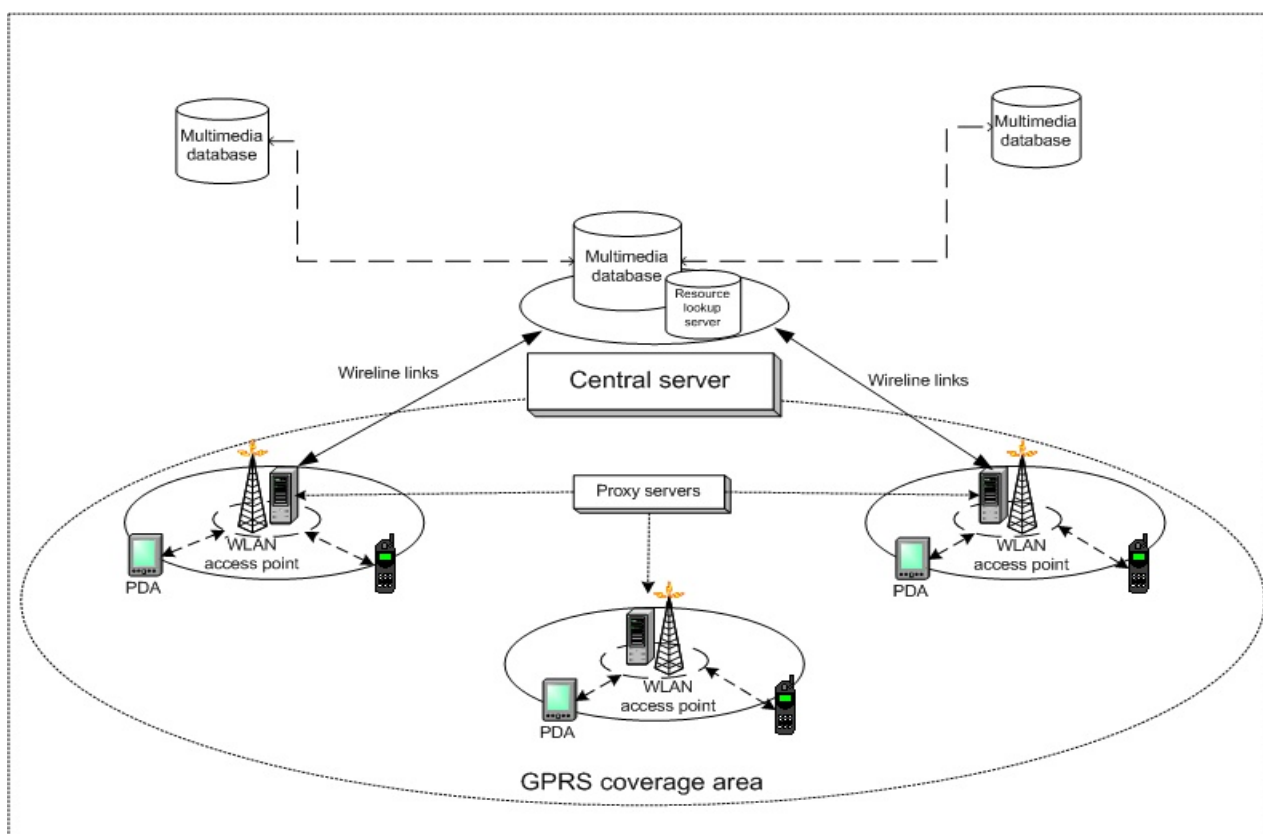 Multimedia
database
Multimedia
database
Multimedia
database
Resource
lookup
server
Wireline links
Central server
Wireline links
Proxy servers
WLAN
access point
PDA
WLAN
access point
PDA
WLAN
access point
PDA
GPRS coverage area